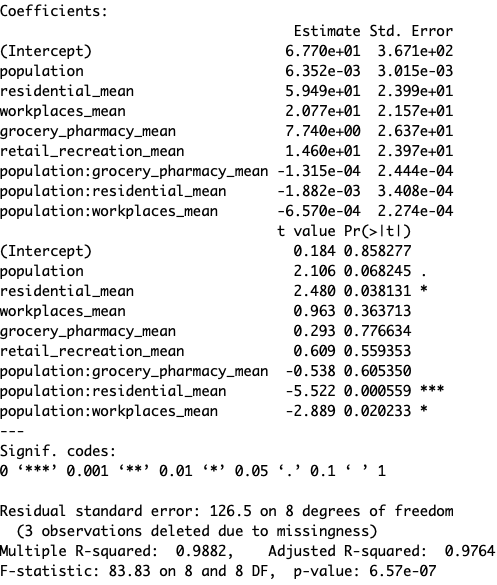 Coefficients:
Estimate Std. Error
(Intercept) 6.770e+01 3.671e+02
population 6.352e-03 3.015e-03
residential_mean 5.949e+01 2.399e+01
workplaces_mean 2.077e+01 2.157e+01
grocery_pharmacy_mean 7.740e+00 2.637e+01
retail_recreation_mean 1.460e+01 2.397e+01
population:grocery_pharmacy_mean -1.315e-04 2.444e-04
population:residential_mean -1.882e-03 3.408e-04
population:workplaces_mean -6.570e-04 2.274e-04
t value Pr(>|t|)
(Intercept) 0.184 0.858277
population 2.106 0.068245 .
residential_mean 2.480 0.038131 *
workplaces_mean 0.963 0.363713
grocery_pharmacy_mean 0.293 0.776634
retail_recreation_mean 0.609 0.559353
population:grocery_pharmacy_mean -0.538 0.605350
population:residential_mean -5.522 0.000559 ***
population:workplaces_mean -2.889 0.020233 *
---
Signif. codes:
0 ‘***’ 0.001 ‘**’ 0.01 ‘*’ 0.05 ‘.’ 0.1 ‘ ’ 1
Residual standard error: 126.5 on 8 degrees of freedom
(3 observations deleted due to missingness)
Multiple R-squared: 0.9882, Adjusted R-squared: 0.9764
F-statistic: 83.83 on 8 and 8 DF, p-value: 6.57e-07